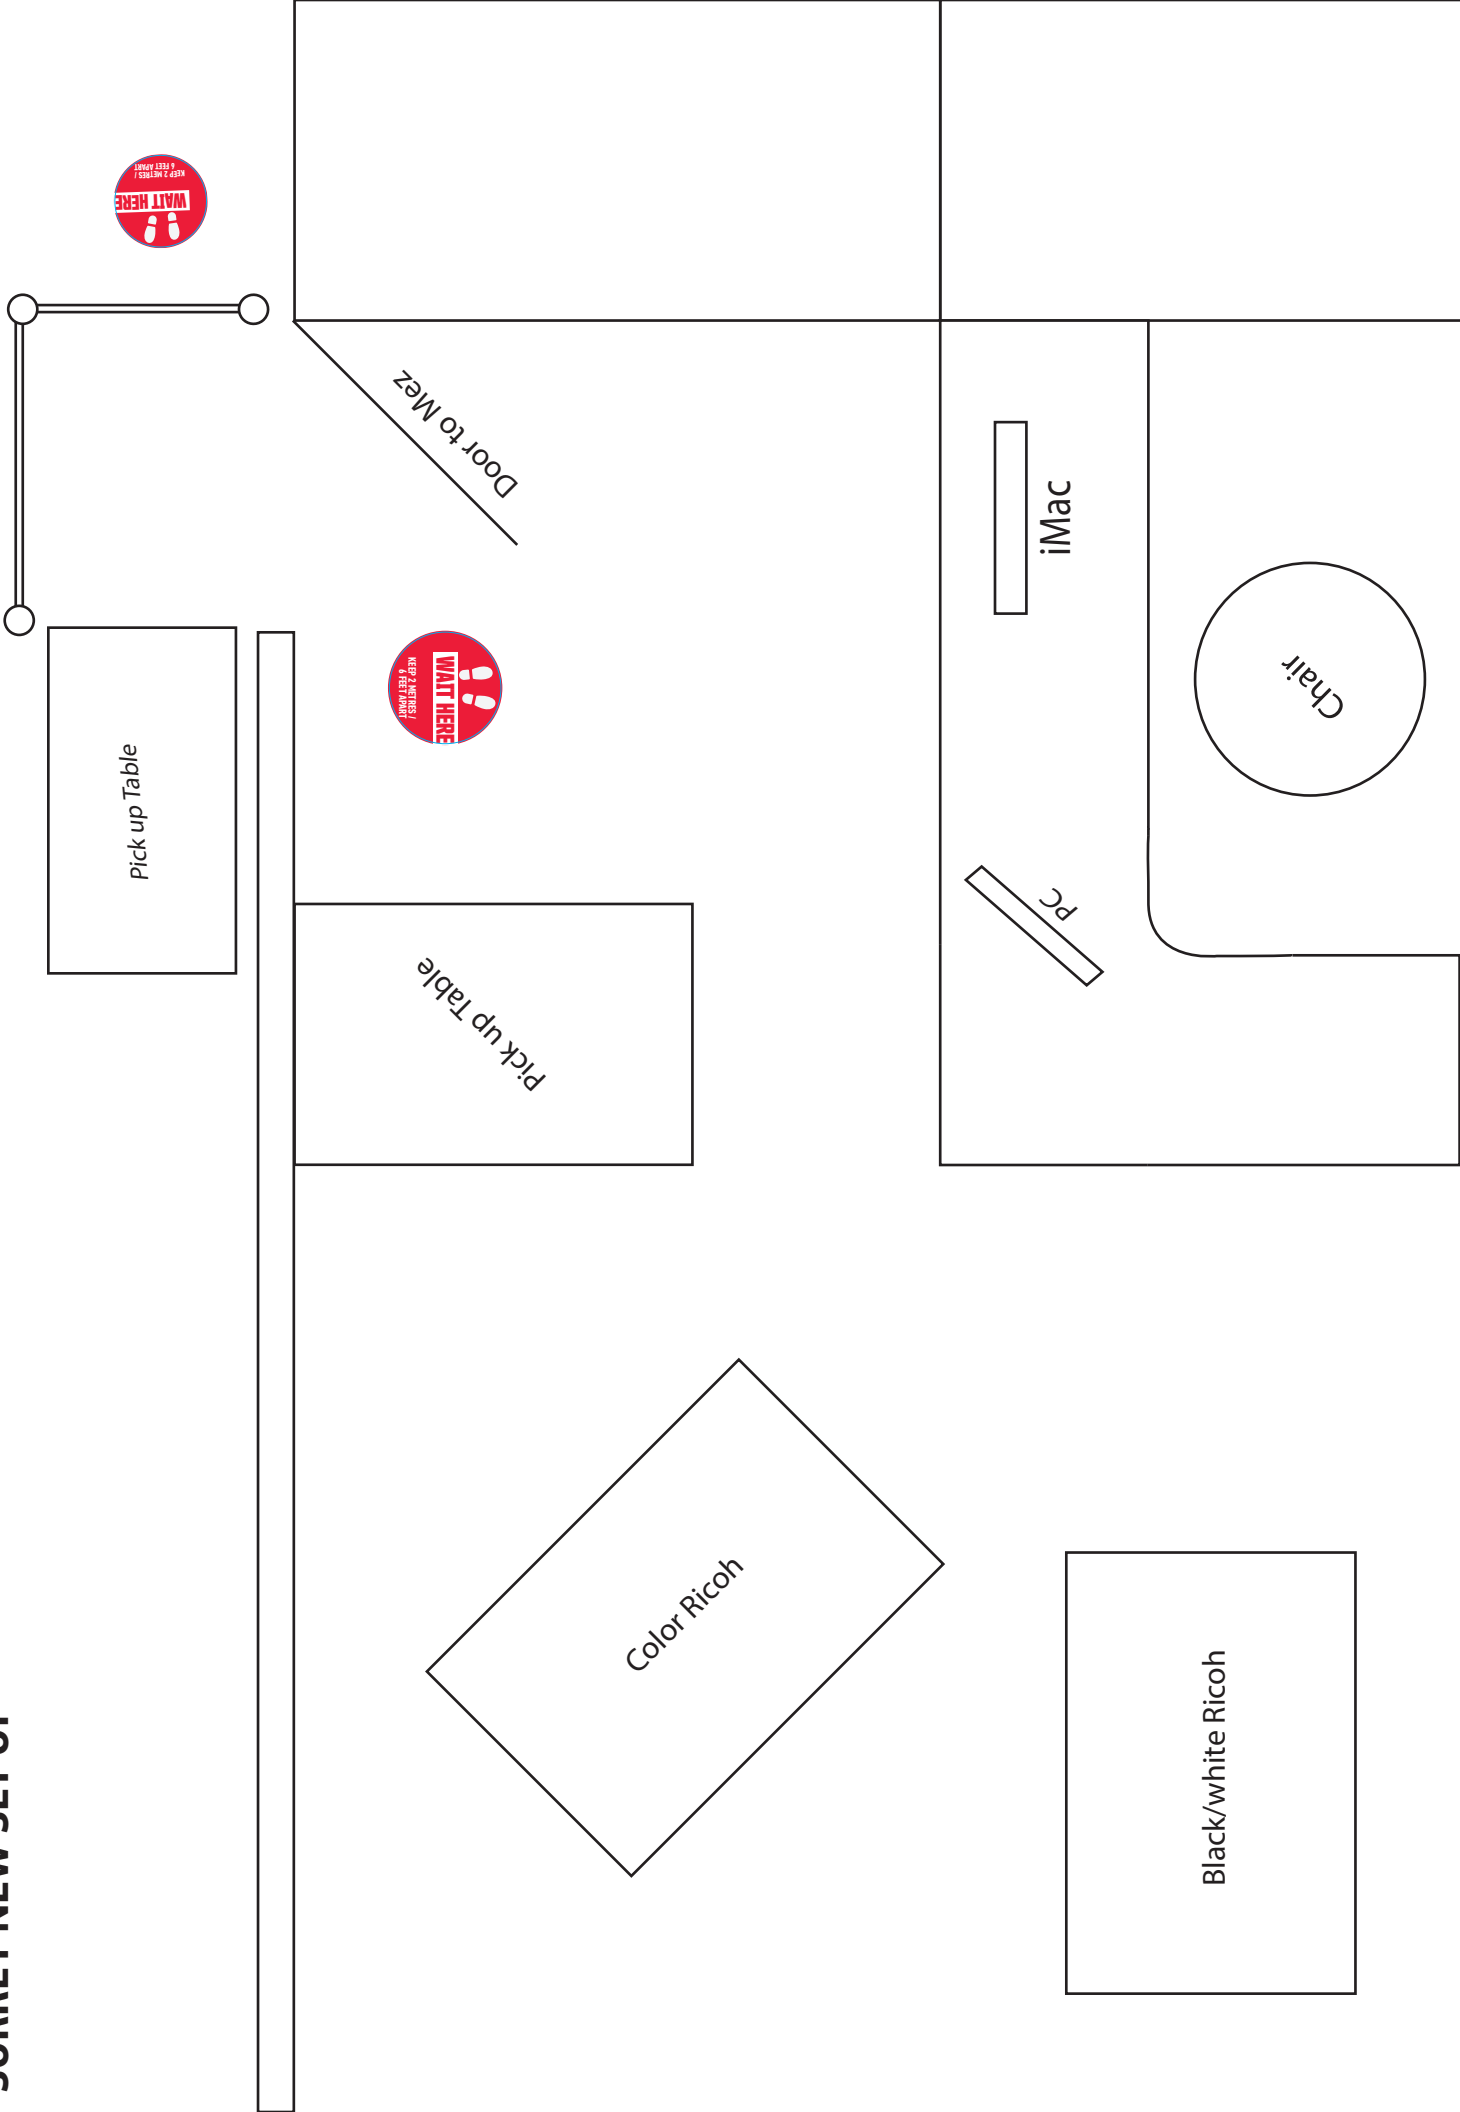 SURREY NEW SET UP
KEEP 2 METRES /
6 FEET APART
WAIT HERE
Door to Mez
iMac
WAIT HERE
KEEP 2 METRES /
6 FEET APART
Chair
Pick up Table
PC
Pick up Table
Color Ricoh
Black/white Ricoh